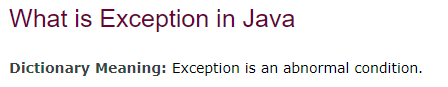 What is Exception in Java
Dictionary Meaning: Exception is an abnormal condition.